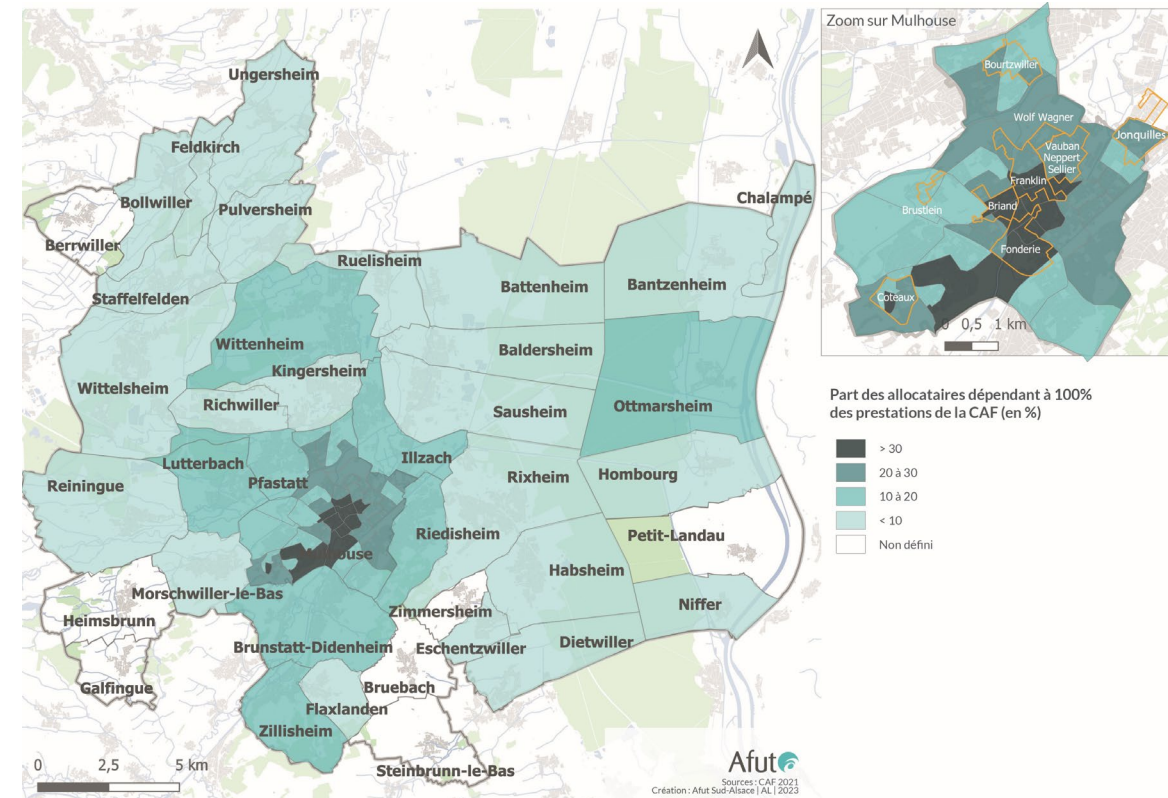 Ungersheim
Feldkirch
Bollwiller
Pulversheim
Berrwiller
Chalampé
Ruelisheim
Staffelfelden
Battenheim
Bantzenheim
Wittenheim
Baldersheim
Kingersheim
Wittelsheim
Richwiller
Sausheim
Ottmarsheim
Lutterbach
Illzach
Pfastatt
Reiningue
Rixheim
Hombourg
Riedisheim
Petit-Landau
Habsheim
Morschwiller-le-Bas
Zimmersheim
Niffer
Heimsbrunn
Brunstatt-Didenheim
Eschentzwiller
Dietwiller
Galfingue
Bruebach
Flaxlanden
Zillisheim
Steinbrunn-le-Bas
0 2,5 5 km
Zoom sur Mulhouse
Bourtzwiller
Wolf Wagner
Jonquilles
Vauban
Neppert
Sellier
Franklin
Briand
Brustlein
Fonderie
Coteaux
0 0,5 1 km
Part des allocataires dépendant à 100%
des prestations de la CAF (en %)
> 30
20 à 30
10 à 20
< 10
Non défini
Afut
Sources : CAF 2021
Création : Afut Sud-Alsace | AL | 2023